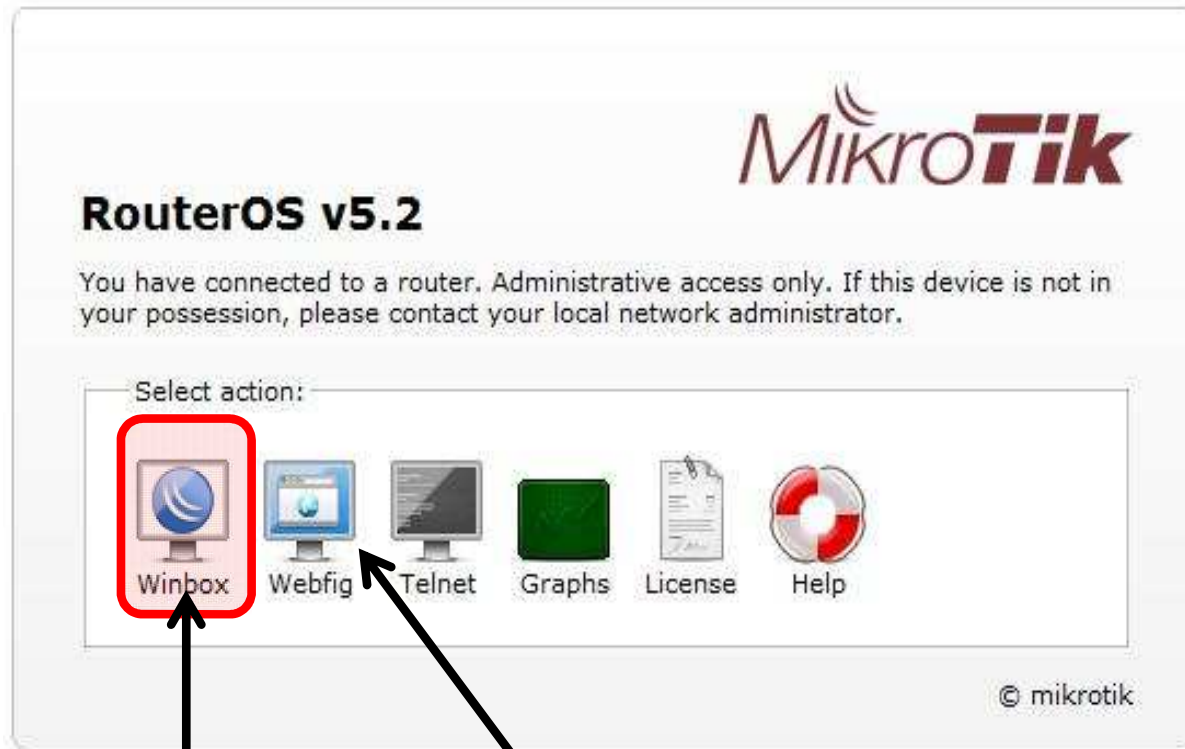 MikroTik
RouterOS v5.2
You have connected to a router. Administrative access only. If this device is not in
your possession, please contact your local network administrator.
Select action:
Winbox Webfig Telnet Graphs License Help
© mikrotik